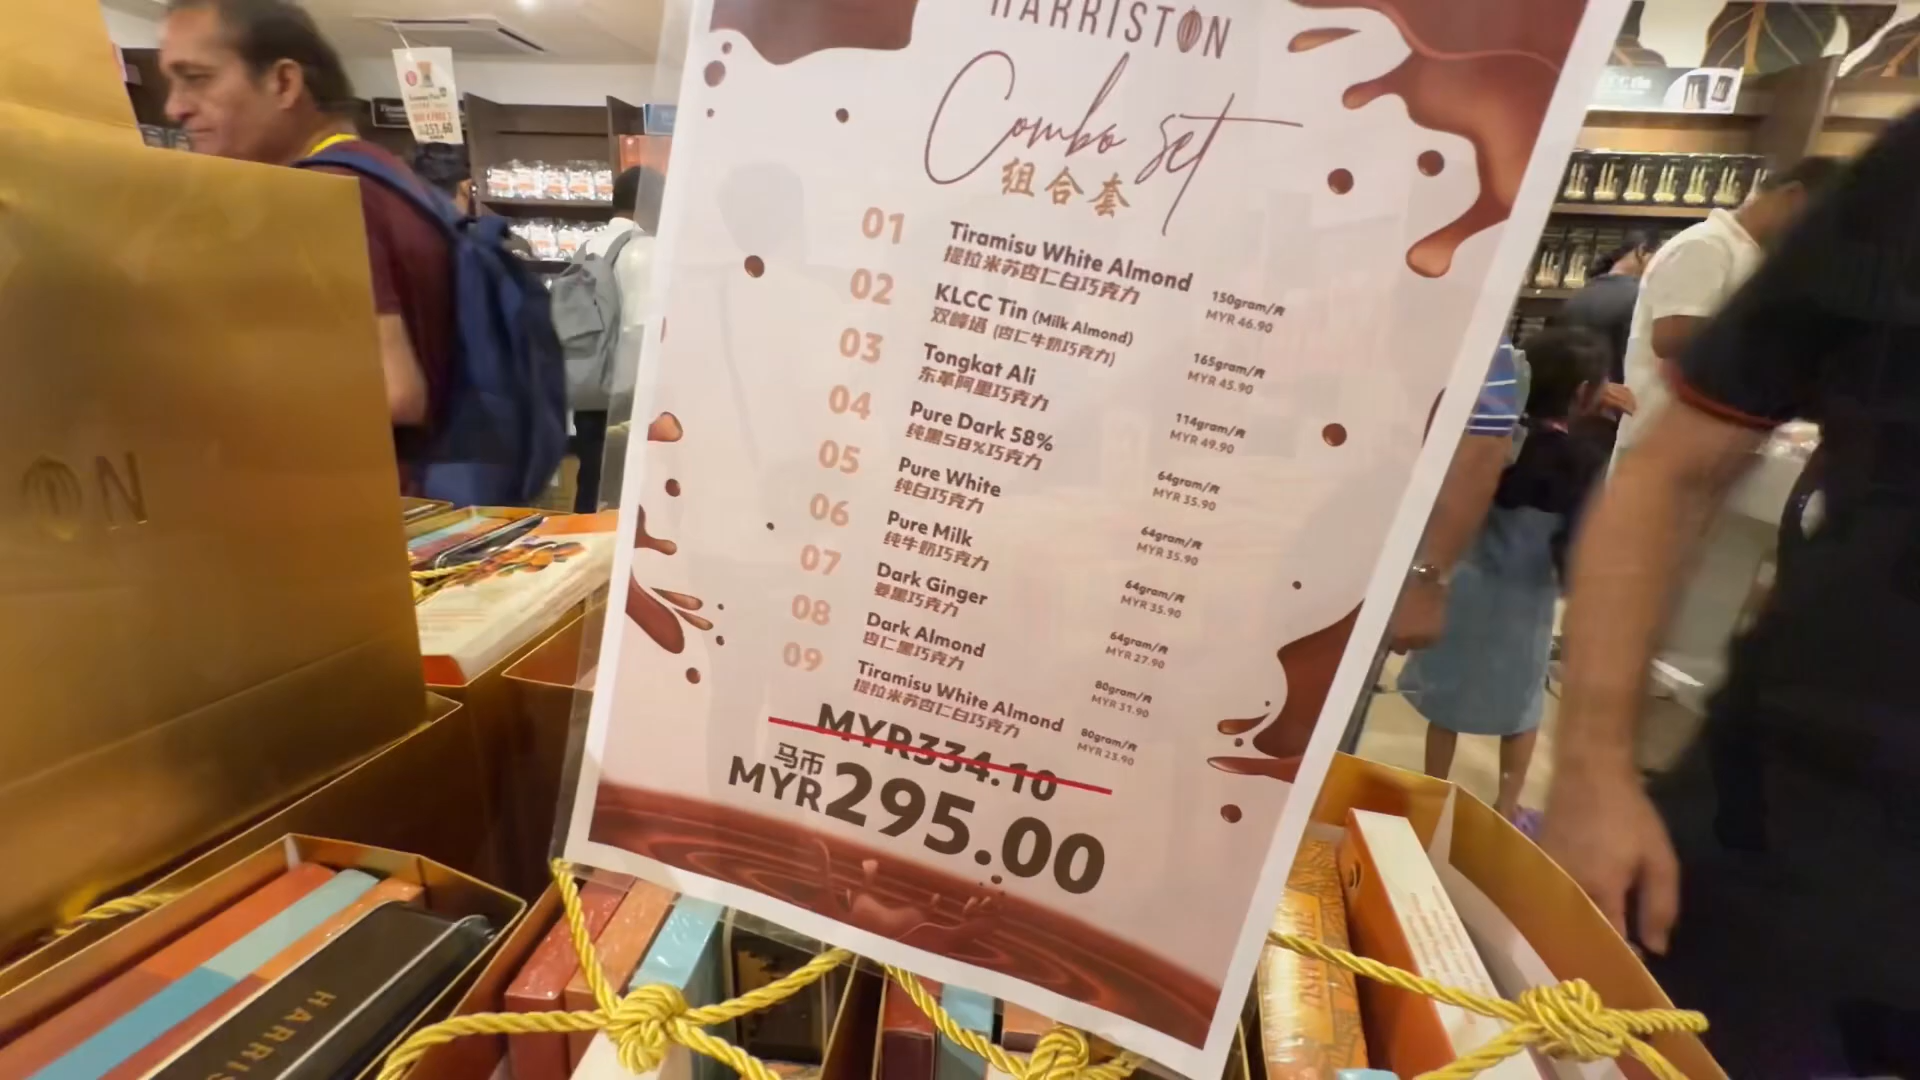 HARRISTON
Combo set
组合套
01 Tiramisu White Almond
提拉米苏杏仁白巧克力
150gram/片
MYR 46.90
02 KLCC Tin (Milk Almond)
双峰塔 (杏仁牛奶巧克力)
165gram/片
MYR 45.90
03 Tongkat Ali
东革阿里巧克力
114gram/片
MYR 49.90
04 Pure Dark 58%
纯黑58%巧克力
64gram/片
MYR 35.90
05 Pure White
纯白巧克力
64gram/片
MYR 35.90
06 Pure Milk
纯牛奶巧克力
64gram/片
MYR 35.90
07 Dark Ginger
姜黑巧克力
64gram/片
MYR 27.90
08 Dark Almond
杏仁黑巧克力
80gram/片
MYR 31.90
09 Tiramisu White Almond
提拉米苏杏仁白巧克力
80gram/片
MYR 23.90
MYR334.10
马币
MYR295.00
ON
HARRIS
253.60